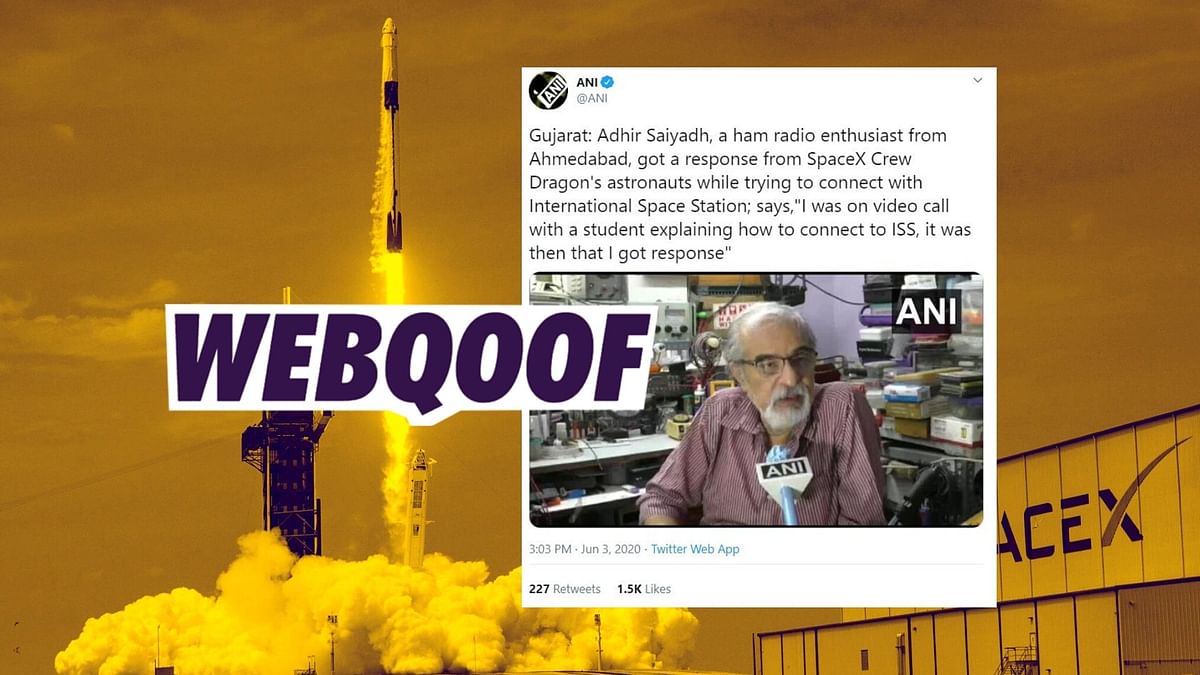 ANI
@ANI
Gujarat: Adhir Saiyadh, a ham radio enthusiast from
Ahmedabad, got a response from SpaceX Crew
Dragon's astronauts while trying to connect with
International Space Station; says,"I was on video call
with a student explaining how to connect to ISS, it was
then that I got response"
ANI
WEBQOOF
ANI
ACEX
3:03 PM · Jun 3, 2020 · Twitter Web App
227 Retweets 1.5K Likes